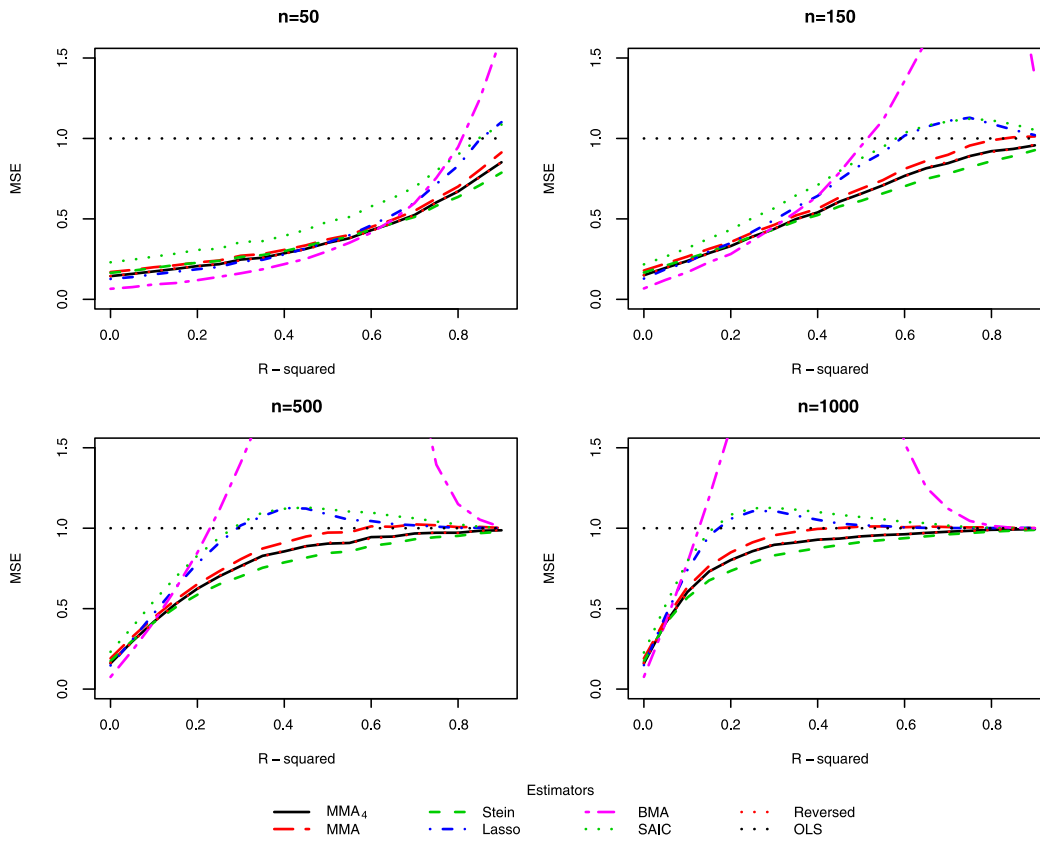 n=50
n=150
MSE
0.0 0.5 1.0 1.5
0.0 0.2 0.4 0.6 0.8
R − squared
MSE
0.0 0.5 1.0 1.5
0.0 0.2 0.4 0.6 0.8
R − squared
n=500
n=1000
MSE
0.0 0.5 1.0 1.5
0.0 0.2 0.4 0.6 0.8
R − squared
MSE
0.0 0.5 1.0 1.5
0.0 0.2 0.4 0.6 0.8
R − squared
Estimators
MMA₄ Stein BMA Reversed
MMA Lasso SAIC OLS